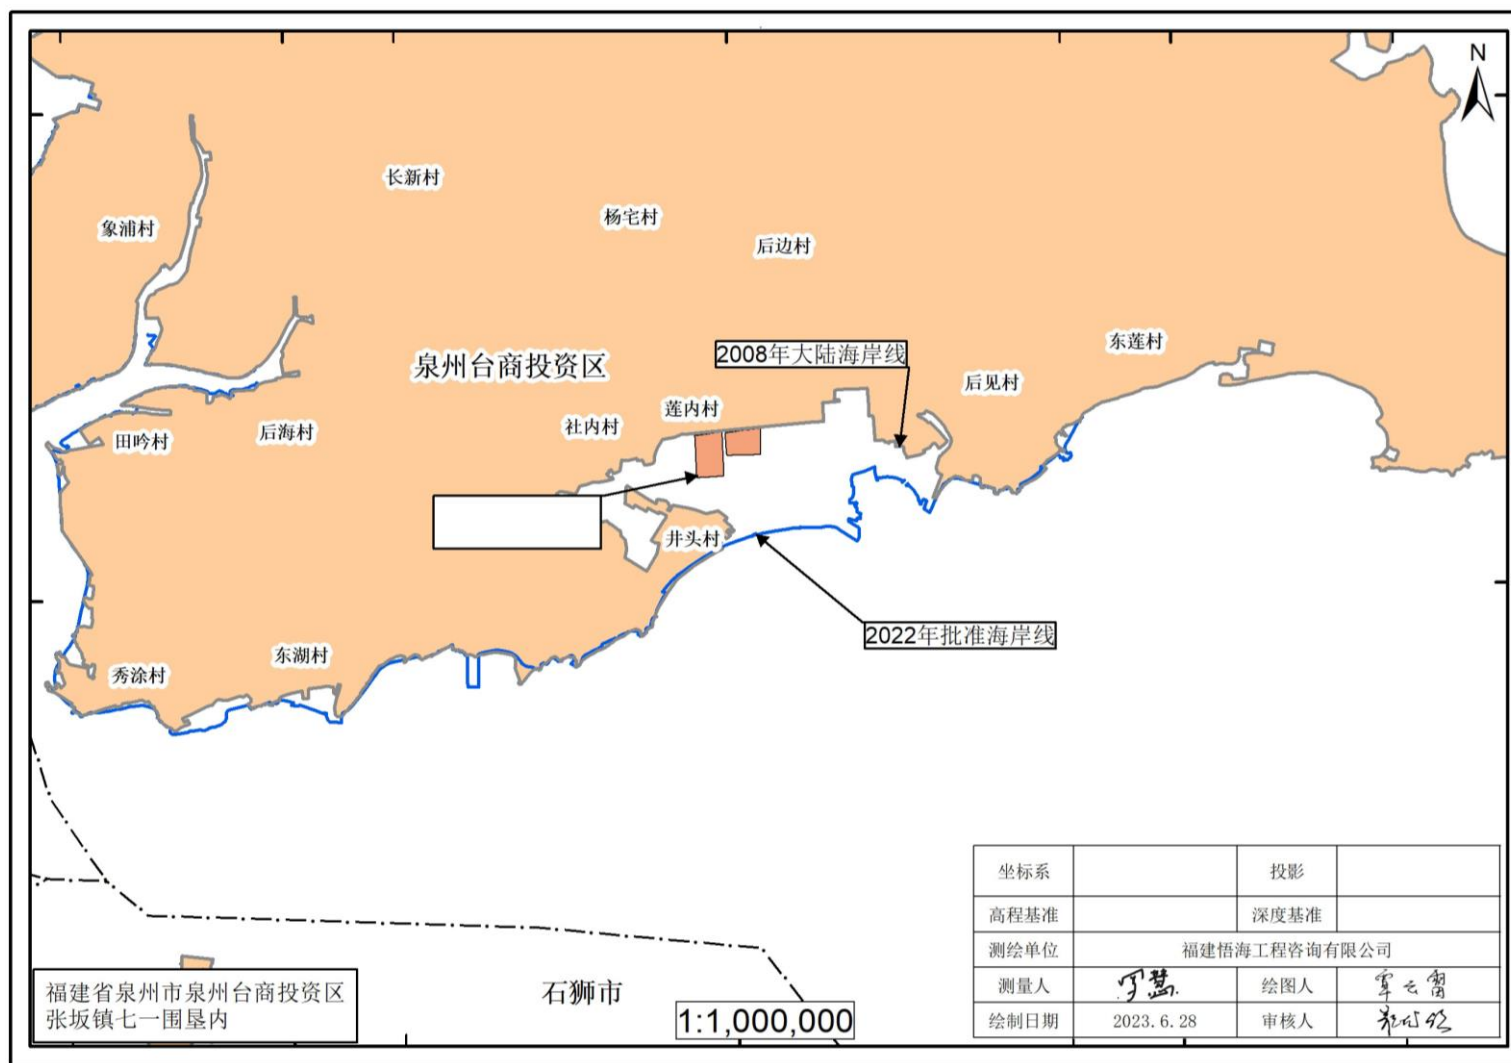 N
长新村
杨宅村
象浦村
后边村
东莲村
2008年大陆海岸线
泉州台商投资区
后见村
莲内村
社内村
后海村
田吟村
井头村
2022年批准海岸线
东湖村
秀涂村
坐标系 投影
高程基准 深度基准
测绘单位 福建悟海工程咨询有限公司
测量人 绘图人
绘制日期 2023.6.28 审核人
福建省泉州市泉州台商投资区
张坂镇七一围垦内
石狮市
1:1,000,000